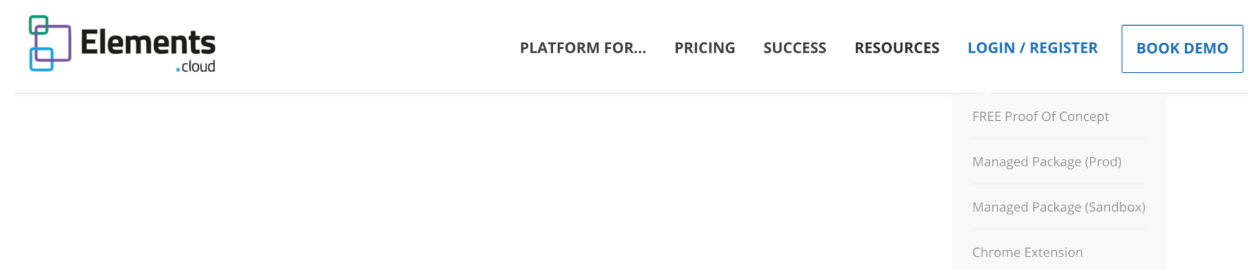 Elements
.cloud
PLATFORM FOR... PRICING SUCCESS RESOURCES LOGIN / REGISTER BOOK DEMO
FREE Proof Of Concept
Managed Package (Prod)
Managed Package (Sandbox)
Chrome Extension